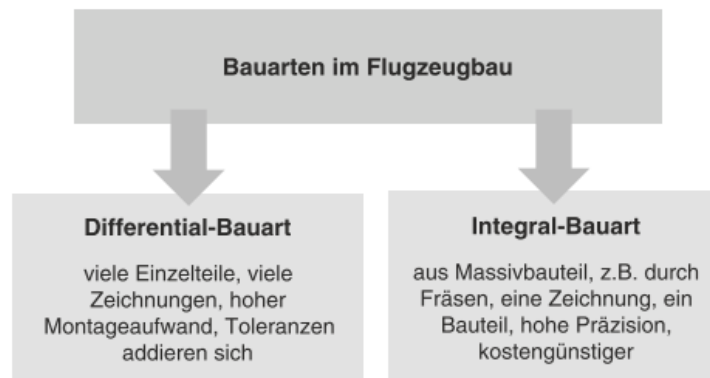 Bauarten im Flugzeugbau
Differential-Bauart
viele Einzelteile, viele
Zeichnungen, hoher
Montageaufwand, Toleranzen
addieren sich
Integral-Bauart
aus Massivbauteil, z.B. durch
Fräsen, eine Zeichnung, ein
Bauteil, hohe Präzision,
kostengünstiger